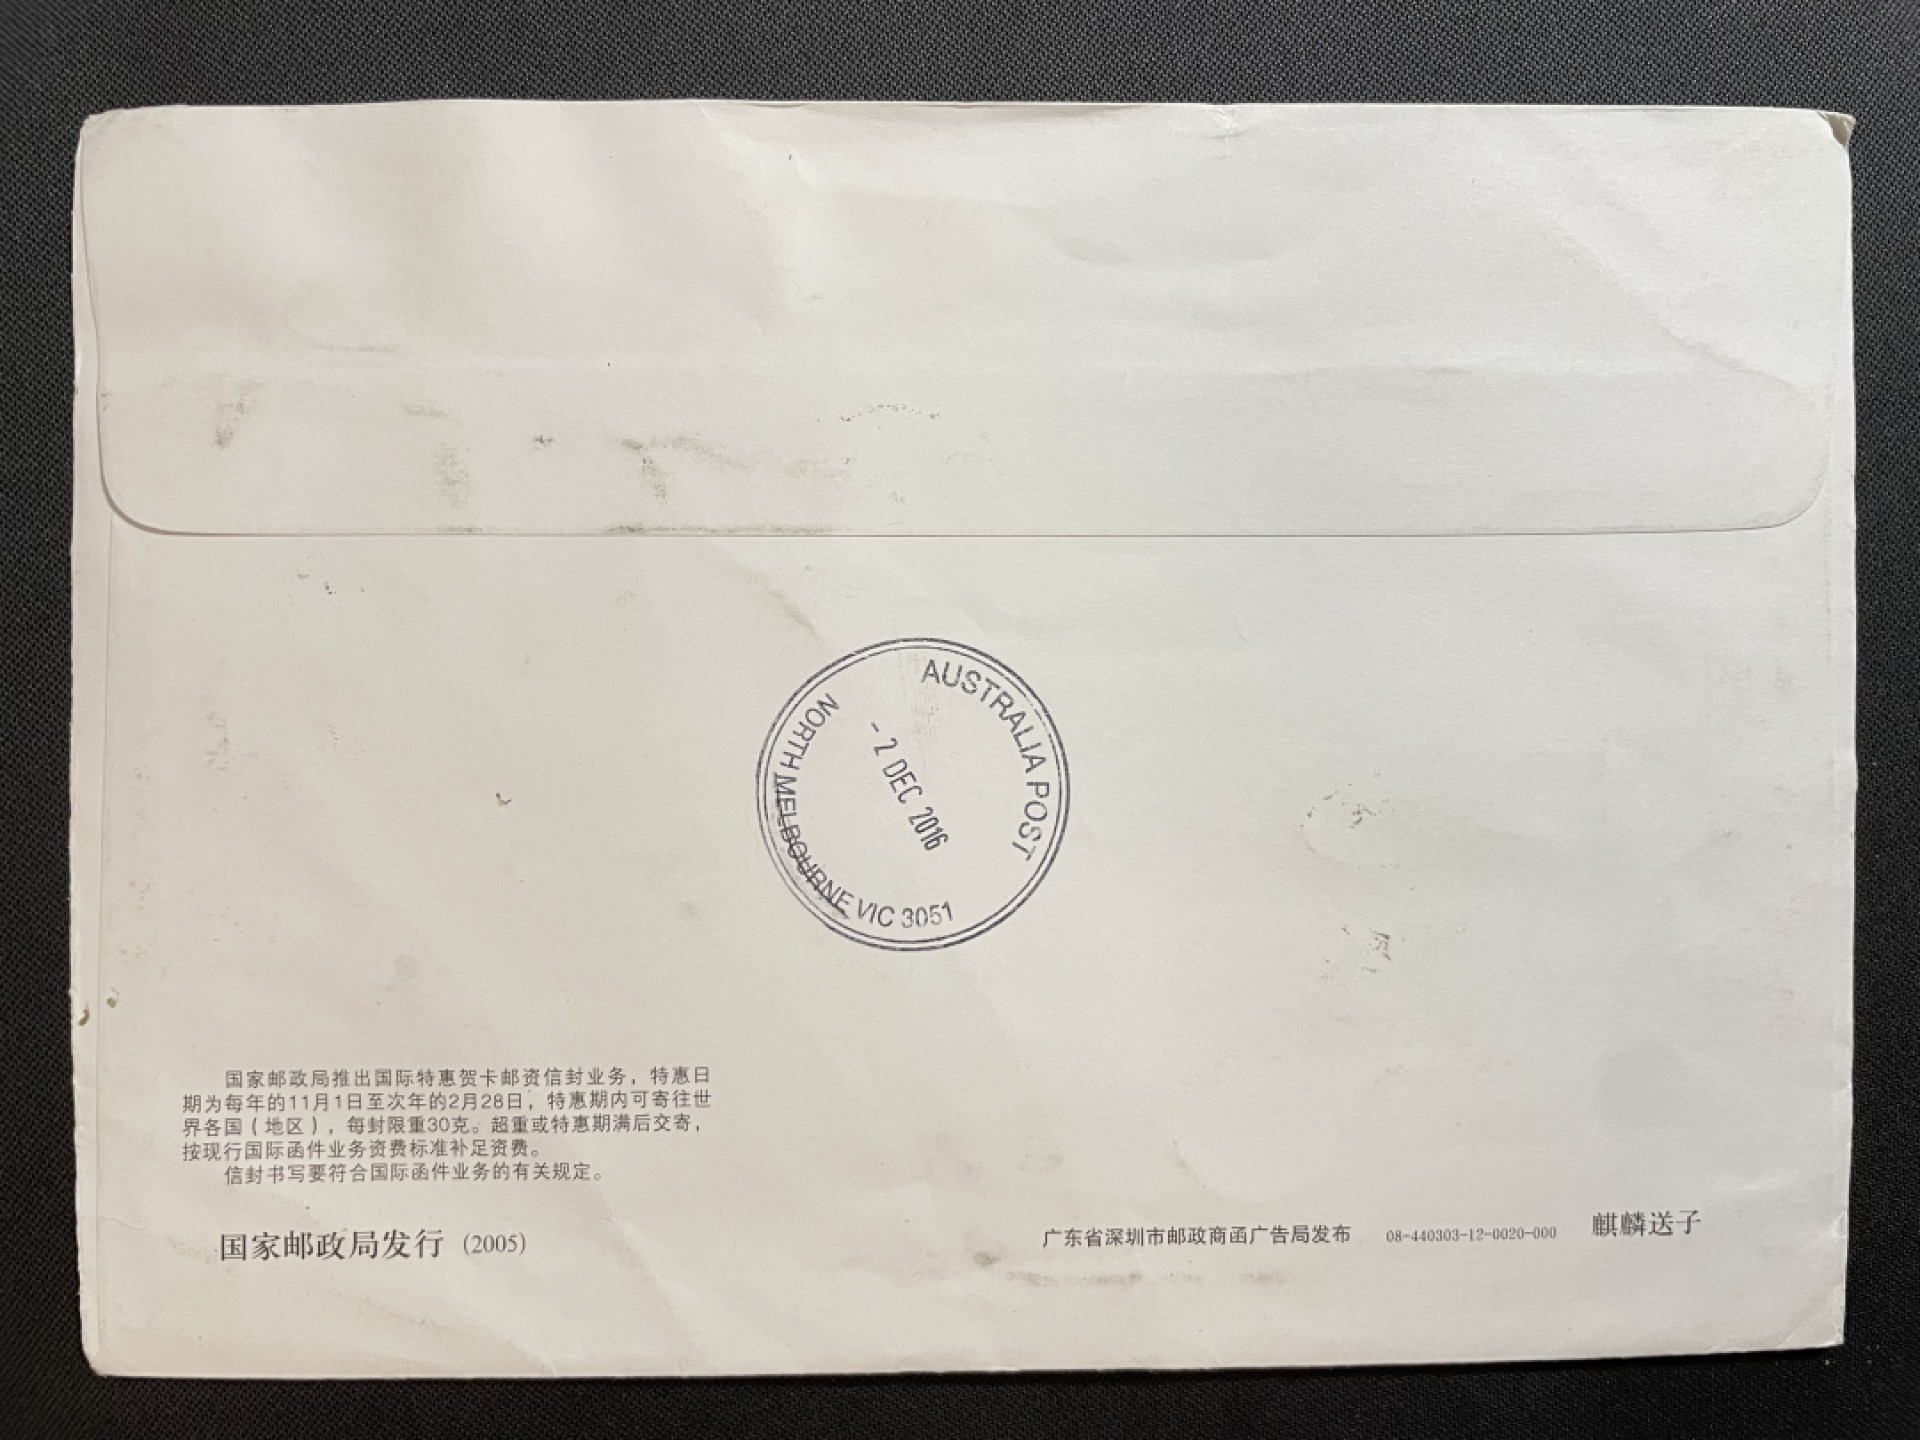 AUSTRALIA POST
- 2 DEC 2016
NORTH MELBOURNE VIC 3051
国家邮政局推出国际特惠贺卡邮资信封业务，特惠日
期为每年的11月1日至次年的2月28日，特惠期内可寄往世
界各国（地区），每封限重30克。超重或特惠期满后交寄，
按现行国际函件业务资费标准补足资费。
信封书写要符合国际函件业务的有关规定。
国家邮政局发行 (2005)
广东省深圳市邮政商函广告局发布 08-440303-12-0020-000 麒麟送子